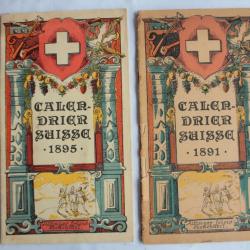 CALEN-
DRIER
SUISSE
· 1895 ·
CALEN-
DRIER
SUISSE
· 1891 ·